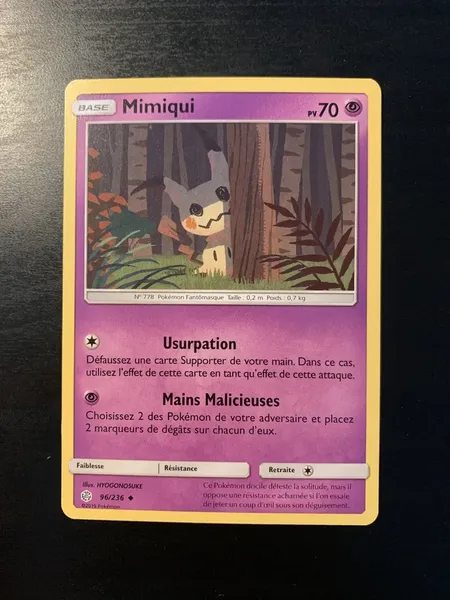 BASE Mimiqui PV 70
N° 778 Pokémon Fantômasque Taille : 0,2 m Poids : 0,7 kg
Usurpation
Défaussez une carte Supporter de votre main. Dans ce cas,
utilisez l'effet de cette carte en tant qu'effet de cette attaque.
Mains Malicieuses
Choisissez 2 des Pokémon de votre adversaire et placez
2 marqueurs de dégâts sur chacun d'eux.
Faiblesse Résistance Retraite
Illus. HYOGONOSUKE
96/236
©2019 Pokémon
Ce Pokémon docile déteste la solitude, mais il
oppose une résistance acharnée si l'on essaie
de jeter un coup d'œil sous son déguisement.